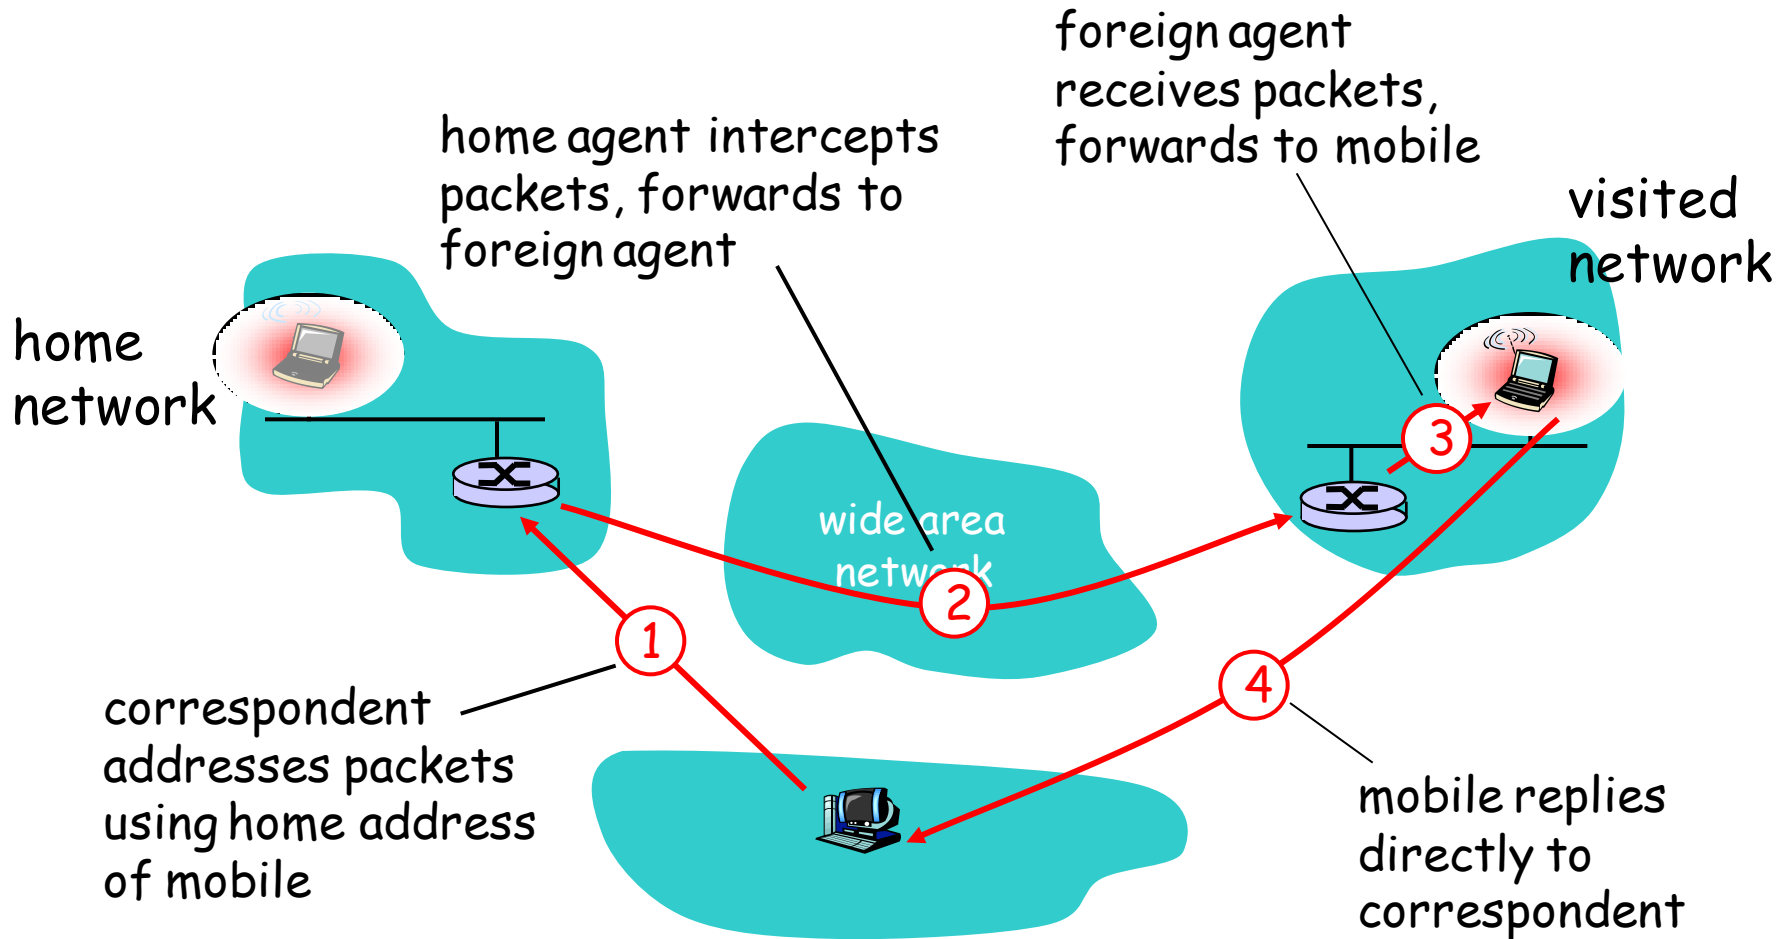 foreign agent
receives packets,
forwards to mobile
home agent intercepts
packets, forwards to
foreign agent
visited
network
home
network
wide area
network
1
2
3
4
correspondent
addresses packets
using home address
of mobile
mobile replies
directly to
correspondent